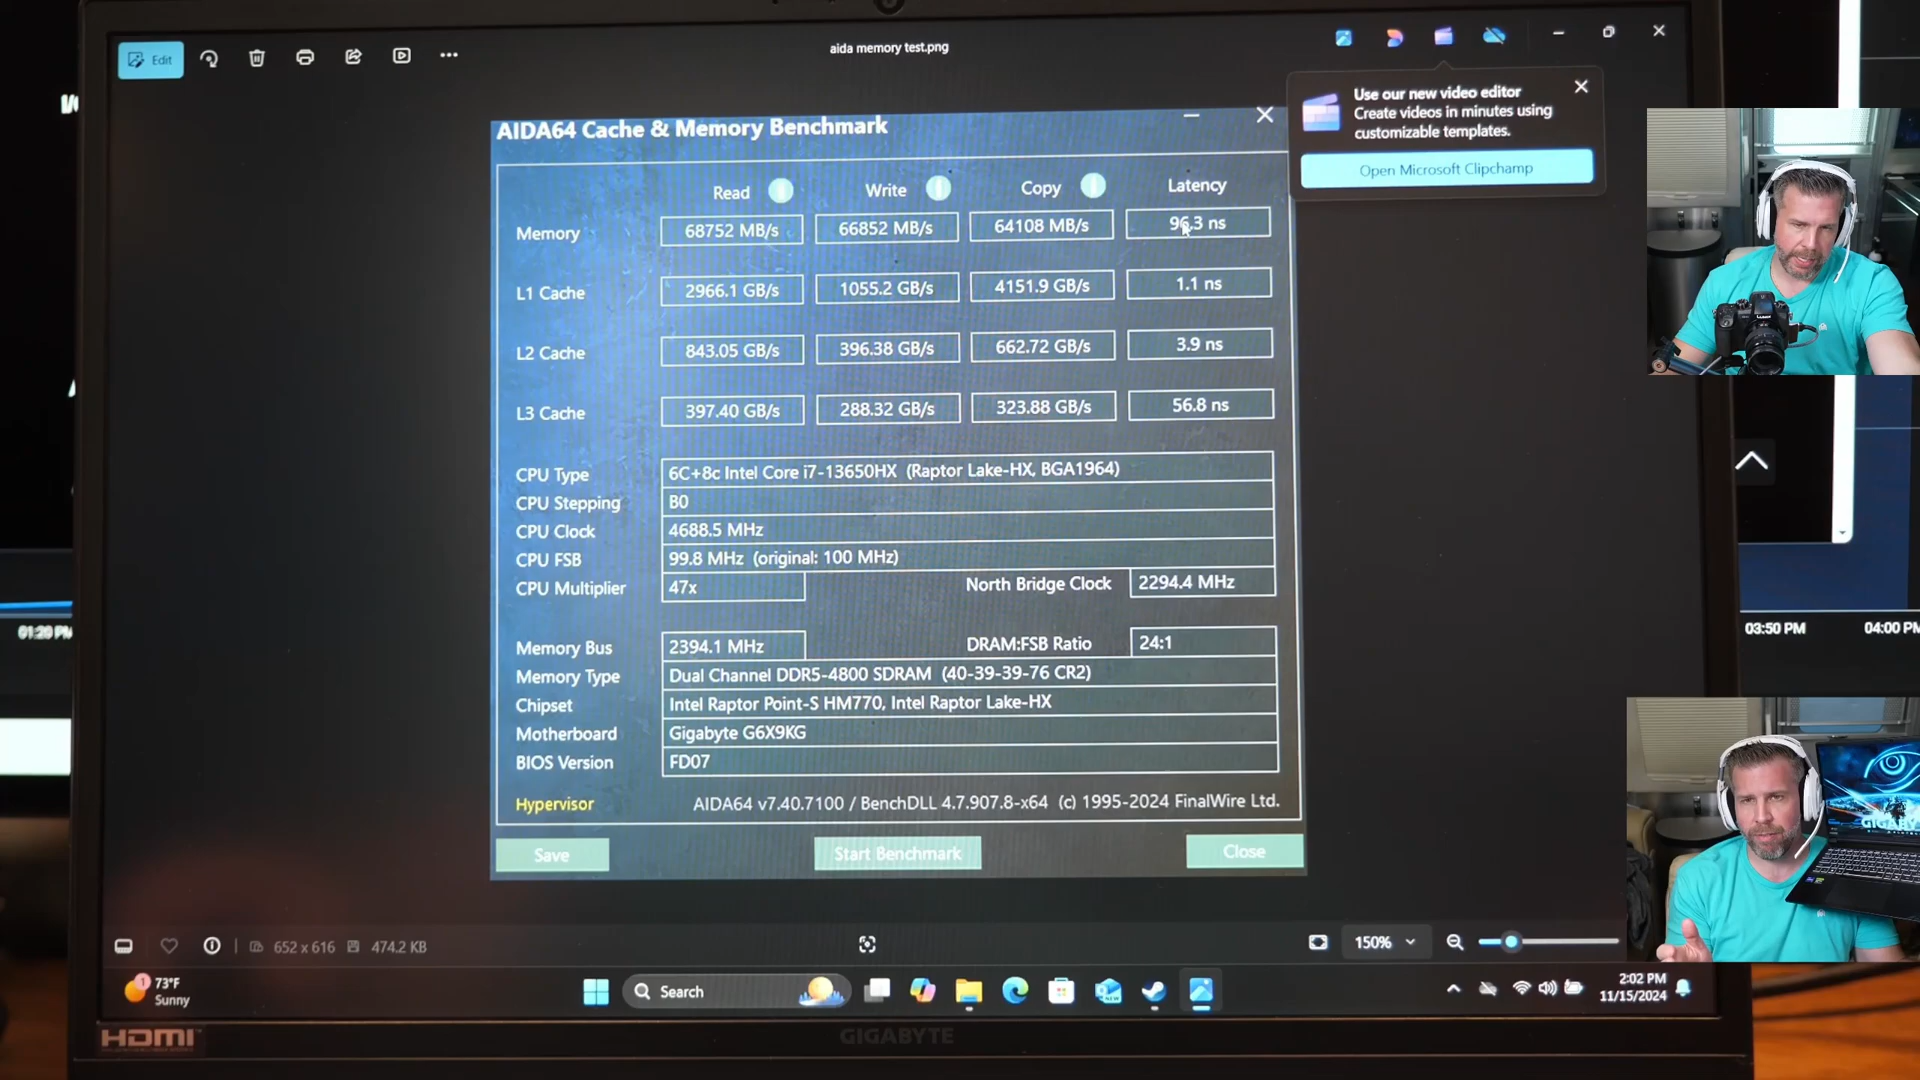 Edit
aida memory test.png
Use our new video editor
Create videos in minutes using
customizable templates.
Open Microsoft Clipchamp
AIDA64 Cache & Memory Benchmark
Read Write Copy Latency
Memory 68752 MB/s 66852 MB/s 64108 MB/s 96.3 ns
L1 Cache 2966.1 GB/s 1055.2 GB/s 4151.9 GB/s 1.1 ns
L2 Cache 843.05 GB/s 396.38 GB/s 662.72 GB/s 3.9 ns
L3 Cache 397.40 GB/s 288.32 GB/s 323.88 GB/s 56.8 ns
CPU Type 6C+8c Intel Core i7-13650HX (Raptor Lake-HX, BGA1964)
CPU Stepping B0
CPU Clock 4688.5 MHz
CPU FSB 99.8 MHz (original: 100 MHz)
CPU Multiplier 47x North Bridge Clock 2294.4 MHz
Memory Bus 2394.1 MHz DRAM:FSB Ratio 24:1
Memory Type Dual Channel DDR5-4800 SDRAM (40-39-39-76 CR2)
Chipset Intel Raptor Point-S HM770, Intel Raptor Lake-HX
Motherboard Gigabyte G6X9KG
BIOS Version FD07
Hypervisor AIDA64 v7.40.7100 / BenchDLL 4.7.907.8-x64 (c) 1995-2024 FinalWire Ltd.
Save Start Benchmark Close
01:20 PM
03:50 PM 04:00 PM
652 x 616 474.2 KB
150%
1
73°F
Sunny
Search
NEW
2:02 PM
11/15/2024
HDMI
GIGABYTE
GIGABY